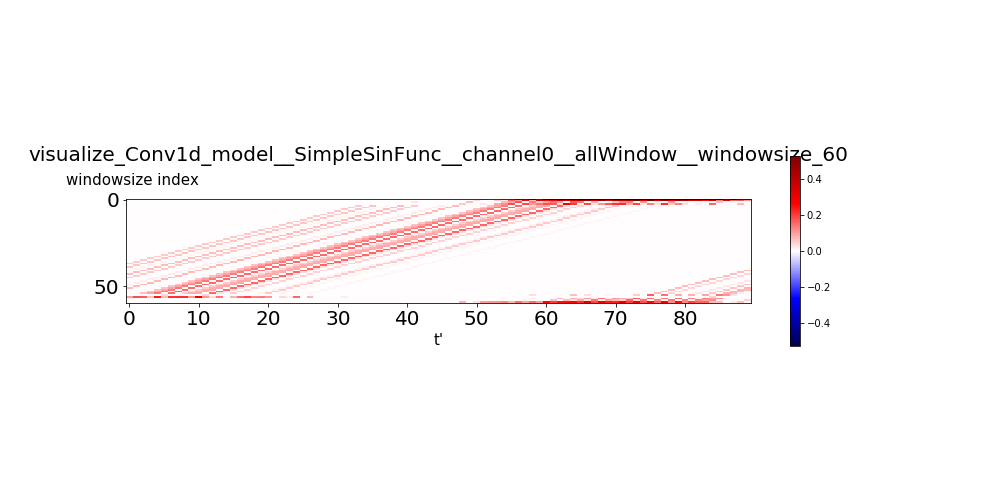 visualize_Conv1d_model__SimpleSinFunc__channel0__allWindow__windowsize_60
windowsize index
0
50
0 10 20 30 40 50 60 70 80
t'
0.4
0.2
0.0
−0.2
−0.4